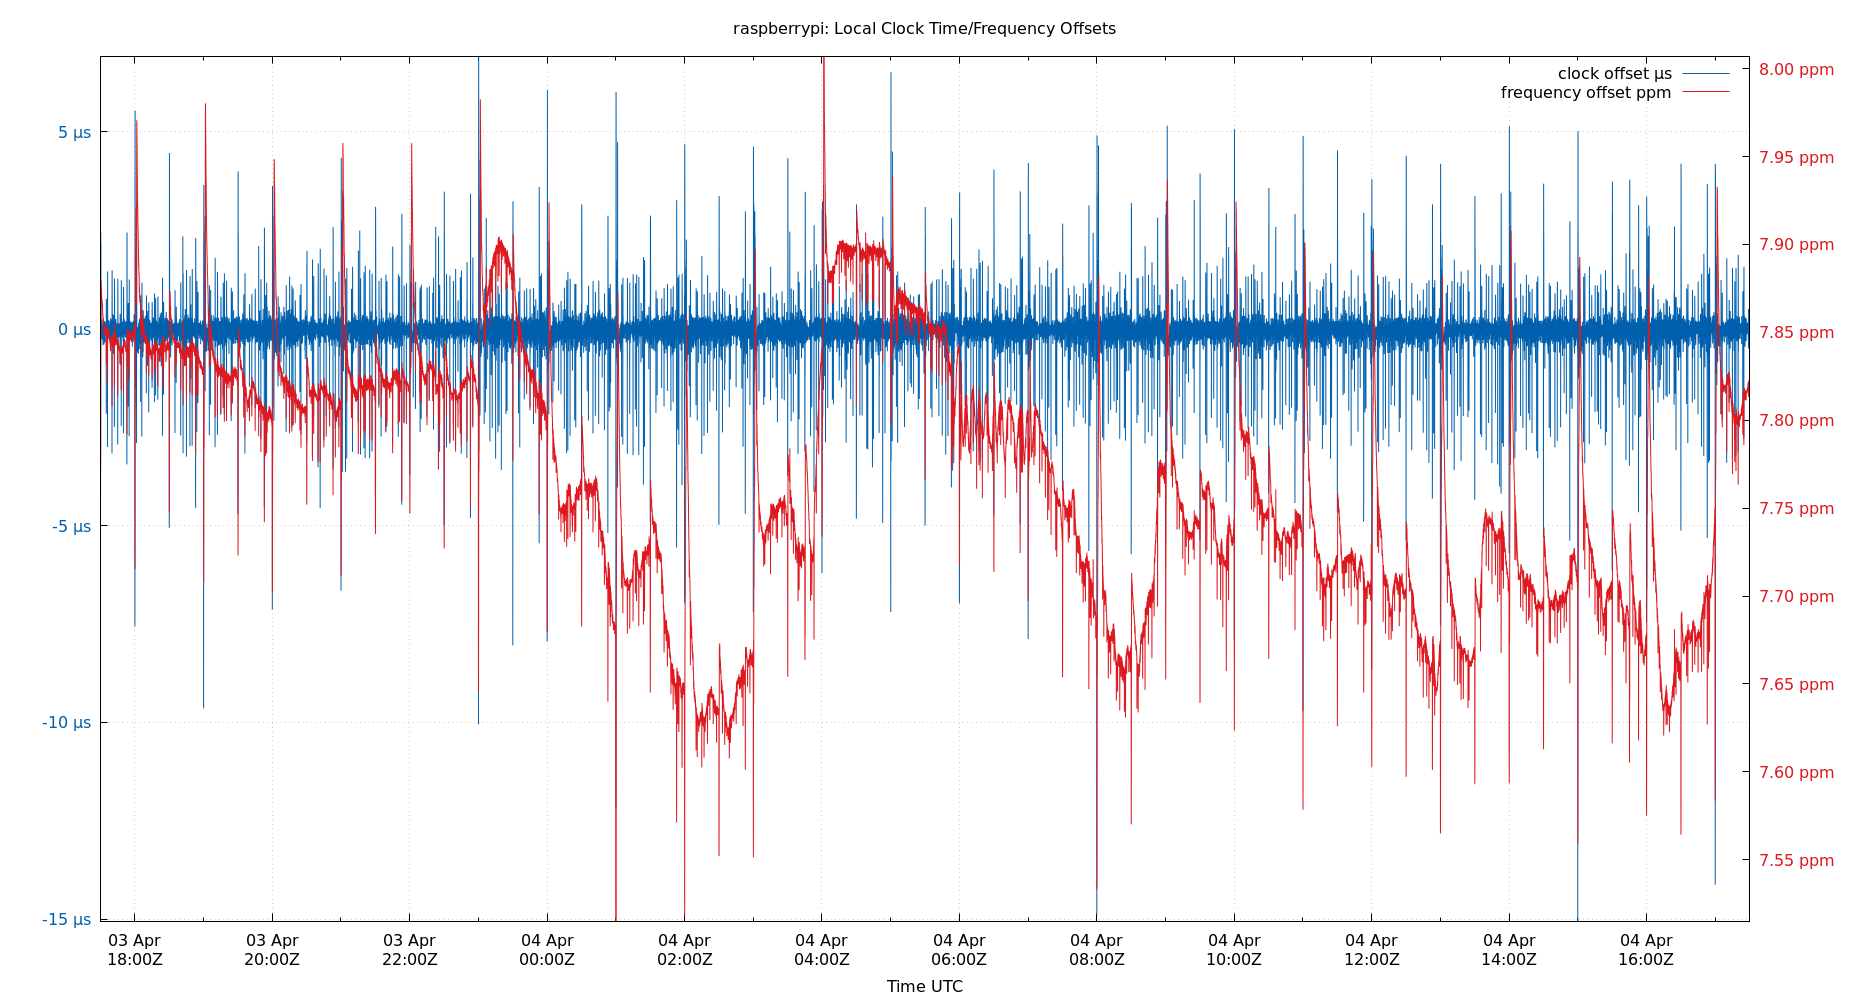 raspberrypi: Local Clock Time/Frequency Offsets
clock offset µs
frequency offset ppm
5 µs
0 µs
-5 µs
-10 µs
-15 µs
8.00 ppm
7.95 ppm
7.90 ppm
7.85 ppm
7.80 ppm
7.75 ppm
7.70 ppm
7.65 ppm
7.60 ppm
7.55 ppm
03 Apr 03 Apr 03 Apr 04 Apr 04 Apr 04 Apr 04 Apr 04 Apr 04 Apr 04 Apr 04 Apr 04 Apr
18:00Z 20:00Z 22:00Z 00:00Z 02:00Z 04:00Z 06:00Z 08:00Z 10:00Z 12:00Z 14:00Z 16:00Z
Time UTC